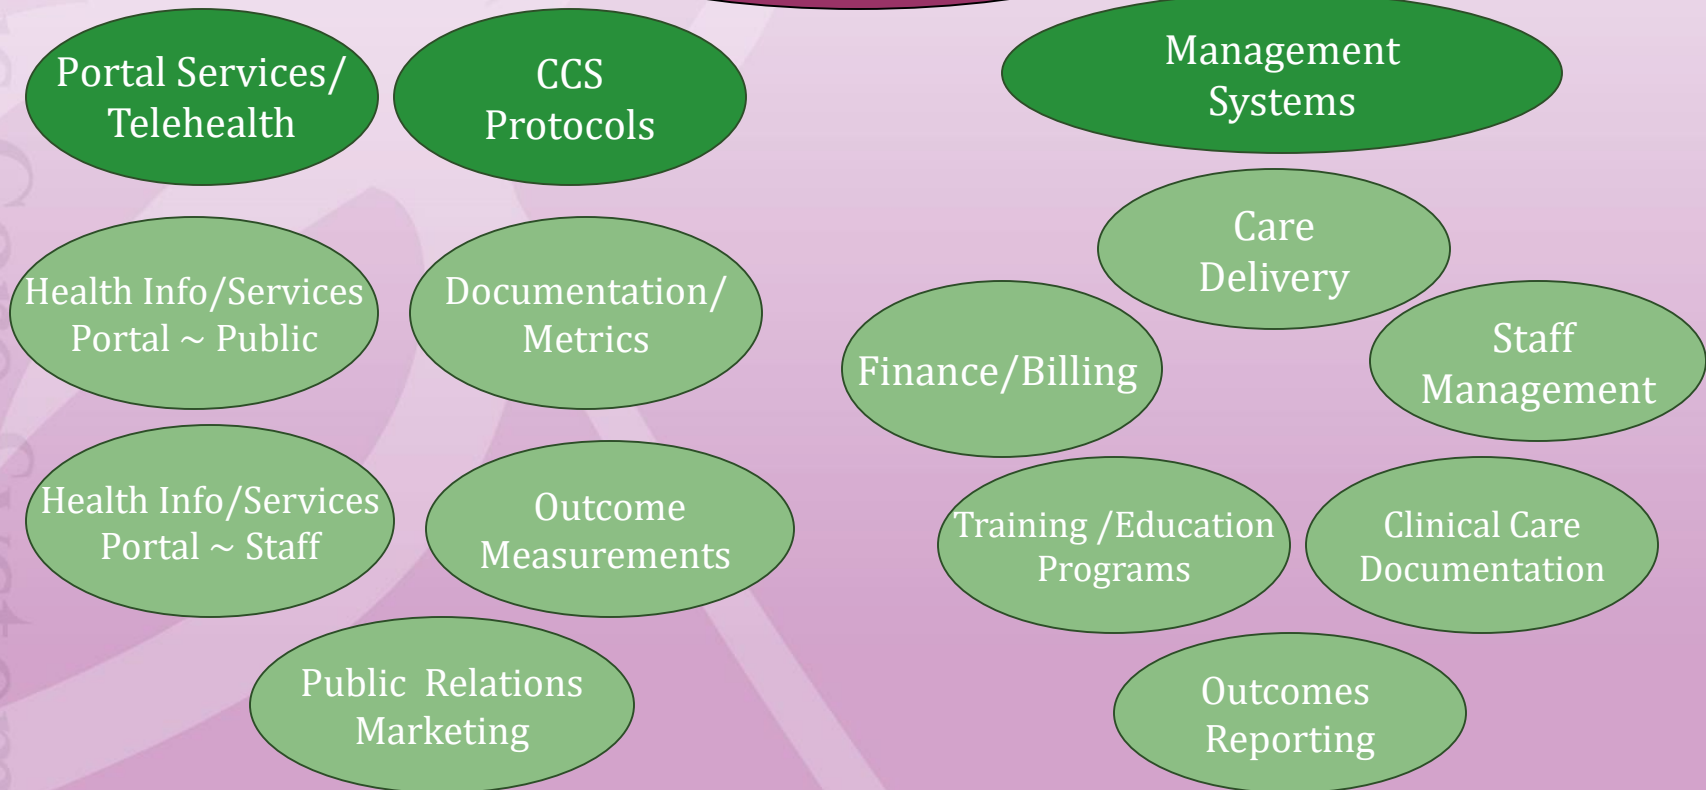 Portal Services/
Telehealth
CCS
Protocols
Management
Systems
Health Info/Services
Portal ~ Public
Documentation/
Metrics
Care
Delivery
Finance/Billing
Staff
Management
Health Info/Services
Portal ~ Staff
Outcome
Measurements
Training /Education
Programs
Clinical Care
Documentation
Public  Relations
Marketing
Outcomes
Reporting